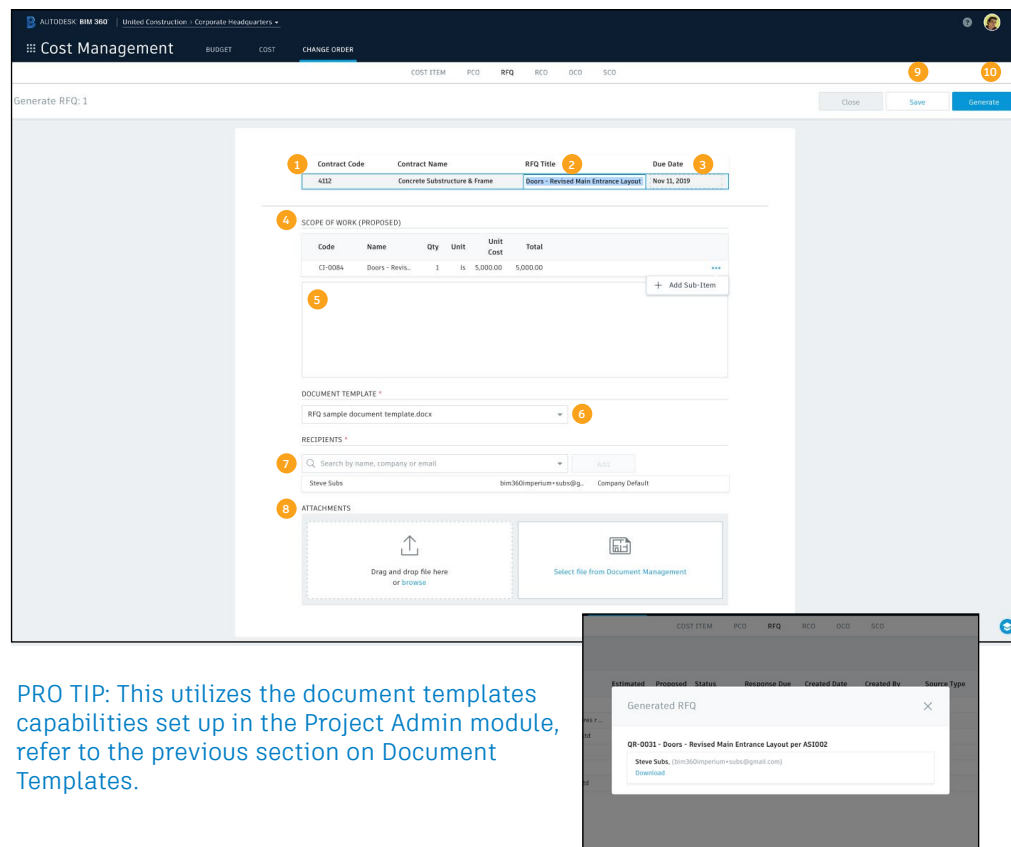 AUTODESK BIM 360 | United Construction > Corporate Headquarters
Cost Management BUDGET COST CHANGE ORDER
COST ITEM PCO RFQ RCO OCO SCO
9 10
Generate RFQ: 1 Close Save Generate
1 Contract Code Contract Name RFQ Title 2 Due Date 3
4112 Concrete Substructure & Frame Doors - Revised Main Entrance Layout Nov 11, 2019
4 SCOPE OF WORK (PROPOSED)
Code Name Qty Unit Unit Cost Total
CI-0084 Doors - Revis.. 1 ls 5,000.00 5,000.00 •••
+ Add Sub-Item
5
DOCUMENT TEMPLATE *
RFQ sample document template.docx 6
RECIPIENTS *
7 Search by name, company or email Add
Steve Subs bim360imperium+subs@g.. Company Default
8 ATTACHMENTS
Drag and drop file here
or browse
Select file from Document Management
COST ITEM PCO RFQ RCO OCO SCO
Estimated Proposed Status Response Due Created Date Created By Source Type
Generated RFQ
QR-0031 - Doors - Revised Main Entrance Layout per ASI002
Steve Subs, (bim360imperium+subs@gmail.com)
Download
PRO TIP: This utilizes the document templates
capabilities set up in the Project Admin module,
refer to the previous section on Document
Templates.